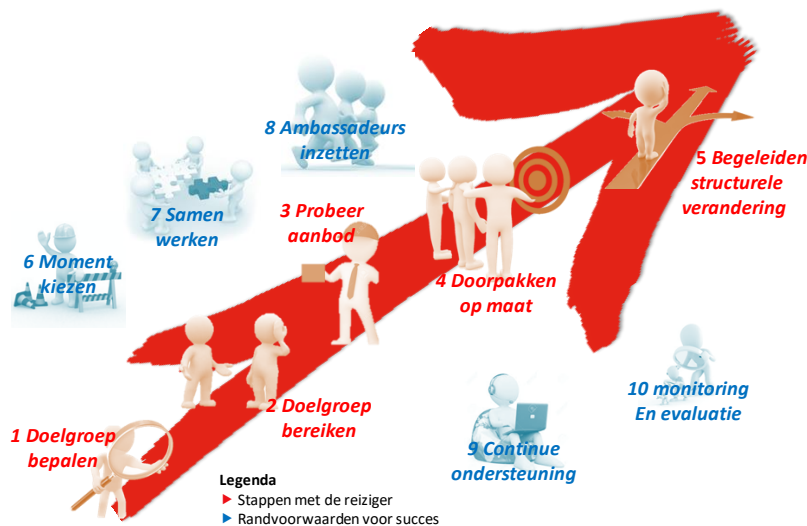 8 Ambassadeurs
inzetten
5 Begeleiden
structurele
verandering
7 Samen
werken
3 Probeer
aanbod
6 Moment
kiezen
4 Doorpakken
op maat
10 monitoring
En evaluatie
2 Doelgroep
bereiken
1 Doelgroep
bepalen
9 Continue
ondersteuning
Legenda
Stappen met de reiziger
Randvoorwaarden voor succes